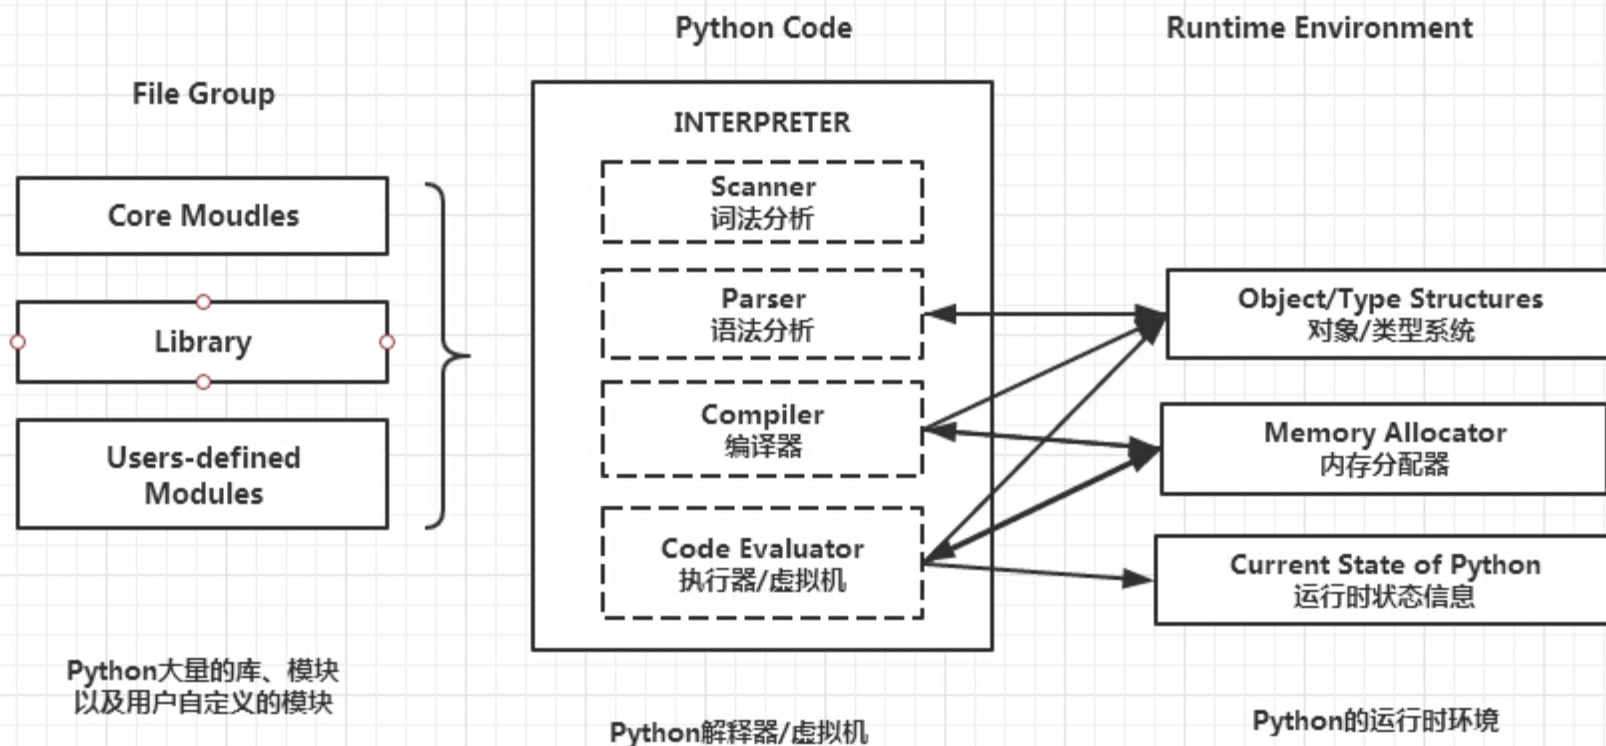 Python Code
Runtime Environment
File Group
INTERPRETER
Core Moudles
Library
Users-defined
Modules
Scanner
词法分析
Parser
语法分析
Compiler
编译器
Code Evaluator
执行器/虚拟机
Object/Type Structures
对象/类型系统
Memory Allocator
内存分配器
Current State of Python
运行时状态信息
Python大量的库、模块
以及用户自定义的模块
Python解释器/虚拟机
Python的运行时环境